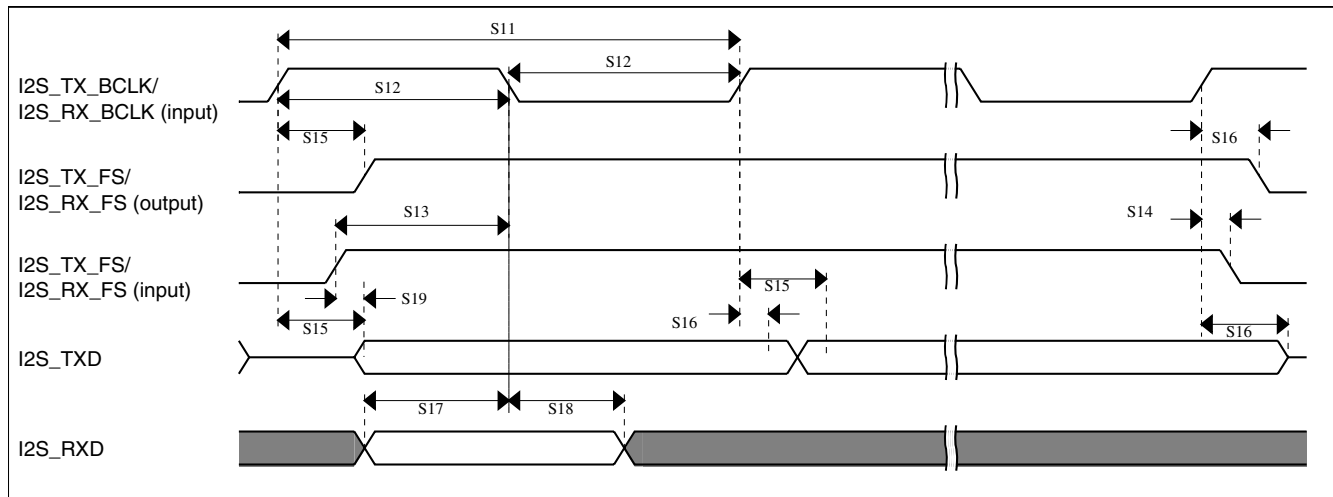 S11
I2S_TX_BCLK/
I2S_RX_BCLK (input)
S12
S12
S15
S16
I2S_TX_FS/
I2S_RX_FS (output)
S13
S14
I2S_TX_FS/
I2S_RX_FS (input)
S15
S19
S16
S15
S16
I2S_TXD
S17
S18
I2S_RXD